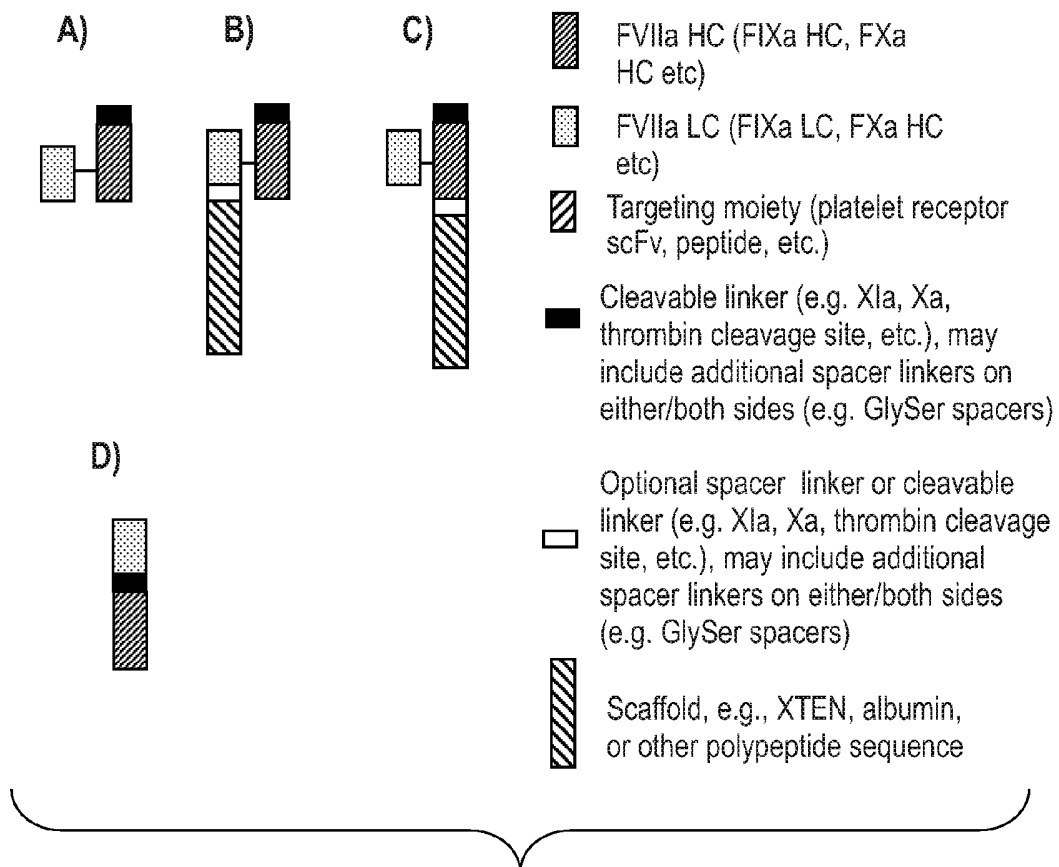 A)
B)
C)
FVIIa HC (FIXa HC, FXa
HC etc)
FVIIa LC (FIXa LC, FXa HC
etc)
Targeting moiety (platelet receptor
scFv, peptide, etc.)
Cleavable linker (e.g. XIa, Xa,
thrombin cleavage site, etc.), may
include additional spacer linkers on
either/both sides (e.g. GlySer spacers)
D)
Optional spacer linker or cleavable
linker (e.g. XIa, Xa, thrombin cleavage
site, etc.), may include additional
spacer linkers on either/both sides
(e.g. GlySer spacers)
Scaffold, e.g., XTEN, albumin,
or other polypeptide sequence